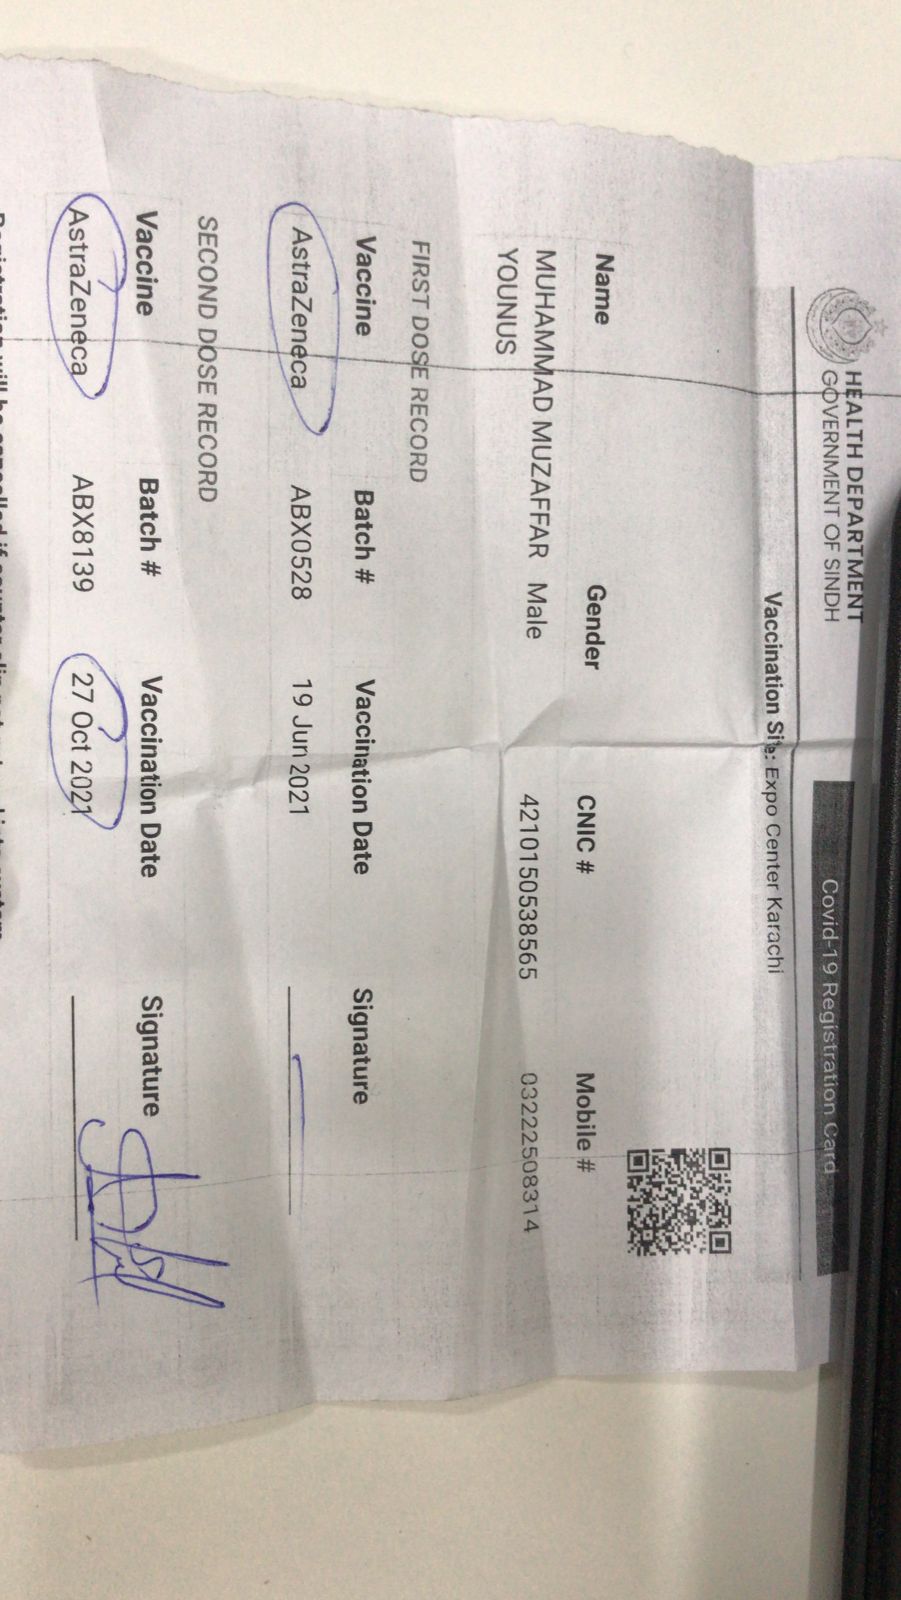 HEALTH DEPARTMENT
GOVERNMENT OF SINDH
Covid-19 Registration Card
Vaccination Site: Expo Center Karachi
Name Gender CNIC # Mobile #
MUHAMMAD MUZAFFAR Male 4210150538565 03222508314
YOUNUS
FIRST DOSE RECORD
Vaccine Batch # Vaccination Date Signature
AstraZeneca ABX0528 19 Jun 2021
SECOND DOSE RECORD
Vaccine Batch # Vaccination Date Signature
AstraZeneca ABX8139 27 Oct 2021